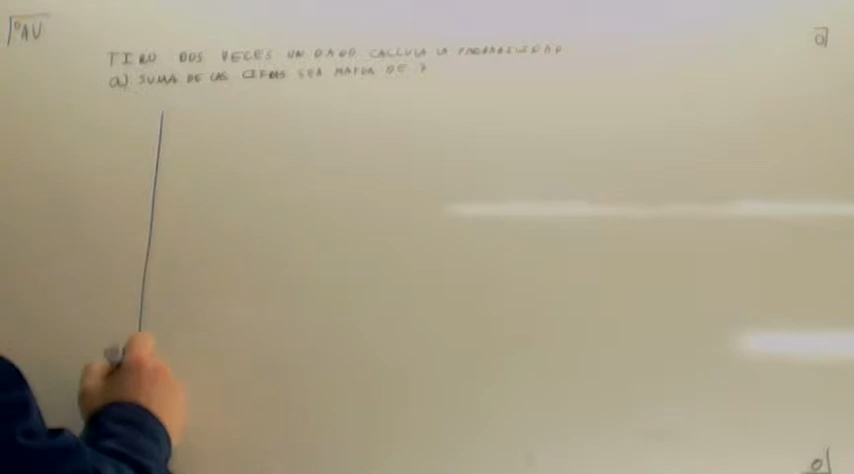 PAU
TIRO DOS VECES UN DADO CALCULA LA PROBABILIDAD
a) SUMA DE LAS CIFRAS SEA MAYOR DE 7